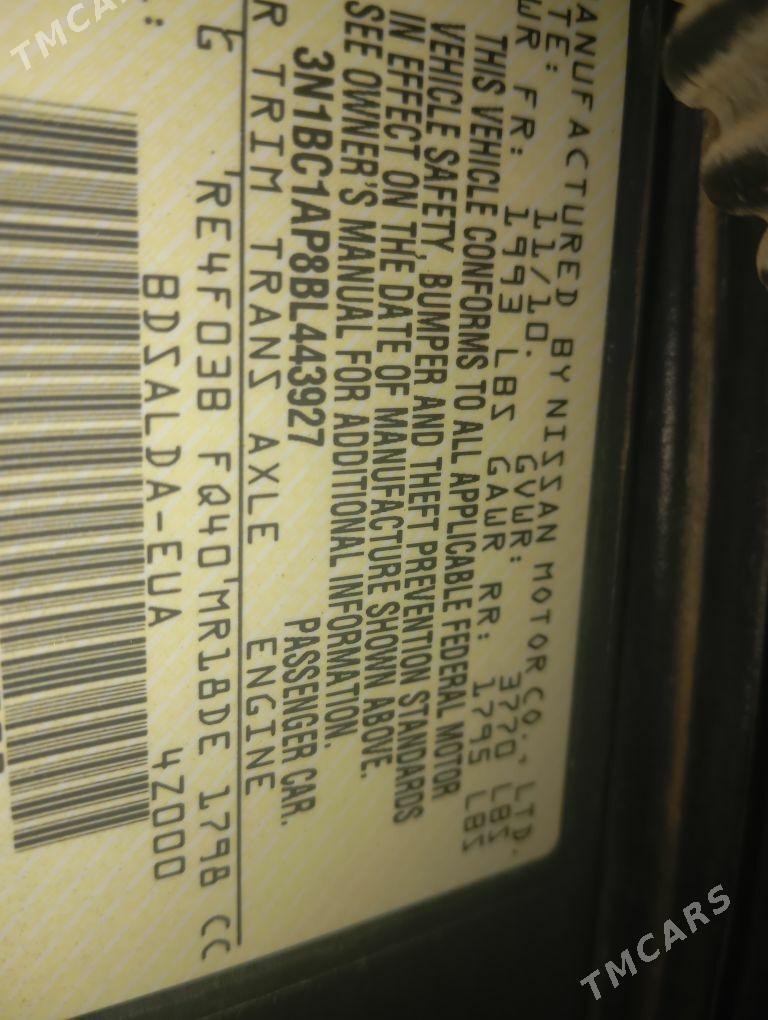 MANUFACTURED BY NISSAN MOTOR CO., LTD.
TE: 11/10. GVWR: 3770 LBS
WR FR: 1993 LBS GAWR RR: 1795 LBS
THIS VEHICLE CONFORMS TO ALL APPLICABLE FEDERAL MOTOR
VEHICLE SAFETY, BUMPER AND THEFT PREVENTION STANDARDS
IN EFFECT ON THE DATE OF MANUFACTURE SHOWN ABOVE.
SEE OWNER'S MANUAL FOR ADDITIONAL INFORMATION.
3N1BC1AP8BL443927 PASSENGER CAR.
R TRIM TRANS AXLE ENGINE
G RE4F03B FQ40 MR18DE 1798 CC
BDSALDA-EUA 4Z000
TMCARS
TMCARS